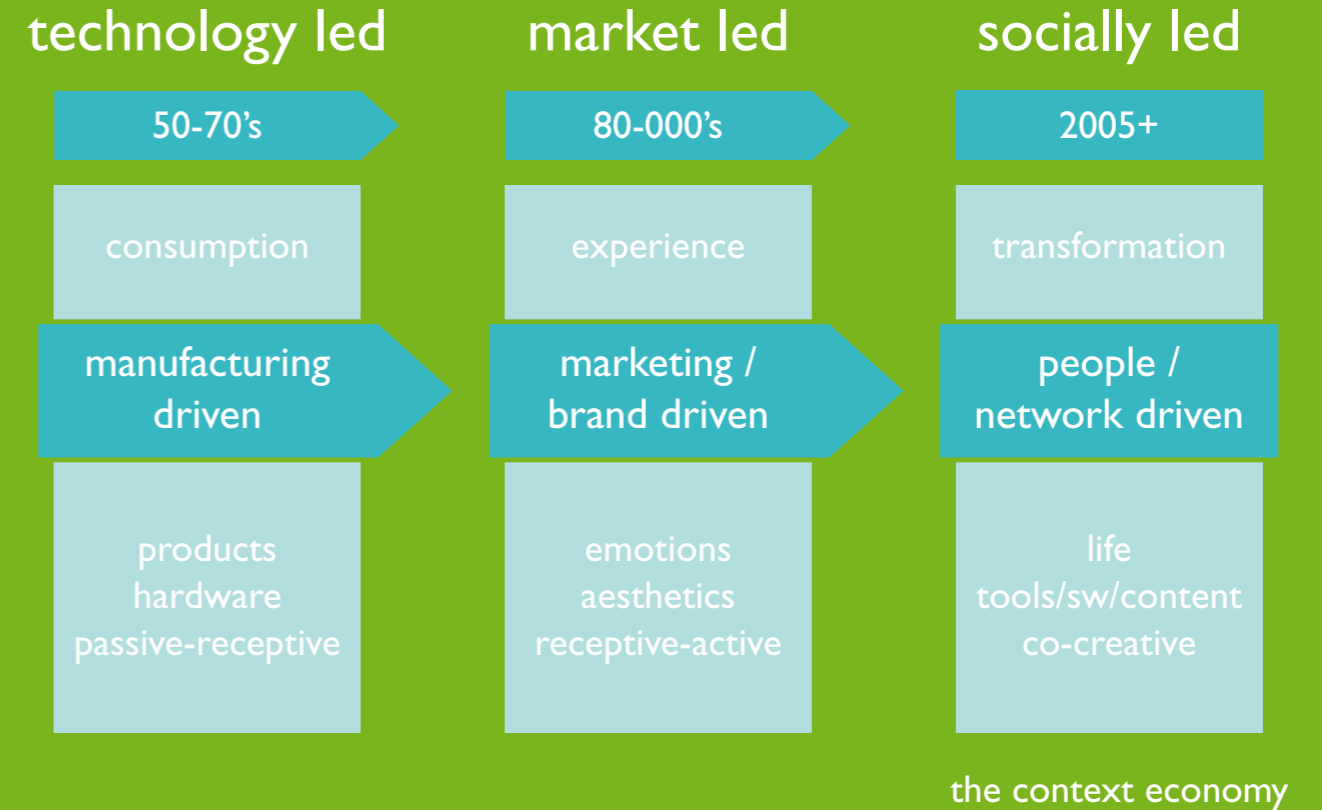 technology led
market led
socially led
50-70's
80-000's
2005+
consumption
experience
transformation
manufacturing
driven
marketing /
brand driven
people /
network driven
products
hardware
passive-receptive
emotions
aesthetics
receptive-active
life
tools/sw/content
co-creative
the context economy